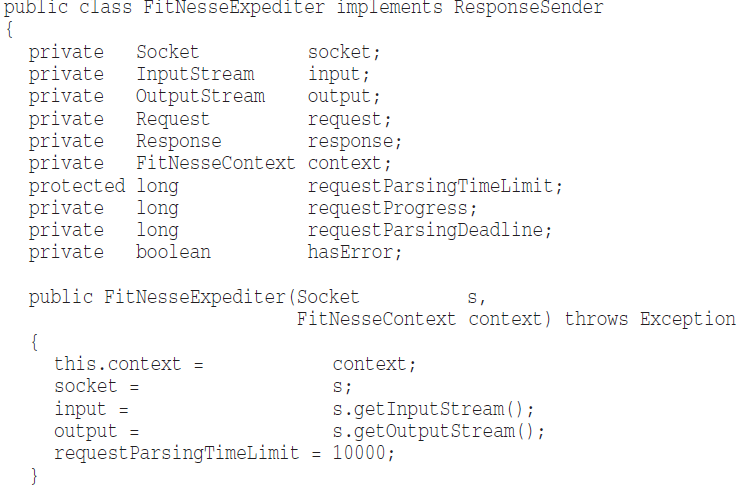 public class FitNesseExpediter implements ResponseSender
{
  private   Socket          socket;
  private   InputStream     input;
  private   OutputStream    output;
  private   Request         request;
  private   Response        response;
  private   FitNesseContext context;
  protected long            requestParsingTimeLimit;
  private   long            requestProgress;
  private   long            requestParsingDeadline;
  private   boolean         hasError;

  public FitNesseExpediter(Socket          s,
                           FitNesseContext context) throws Exception
  {
    this.context =            context;
    socket =                  s;
    input =                   s.getInputStream();
    output =                  s.getOutputStream();
    requestParsingTimeLimit = 10000;
  }